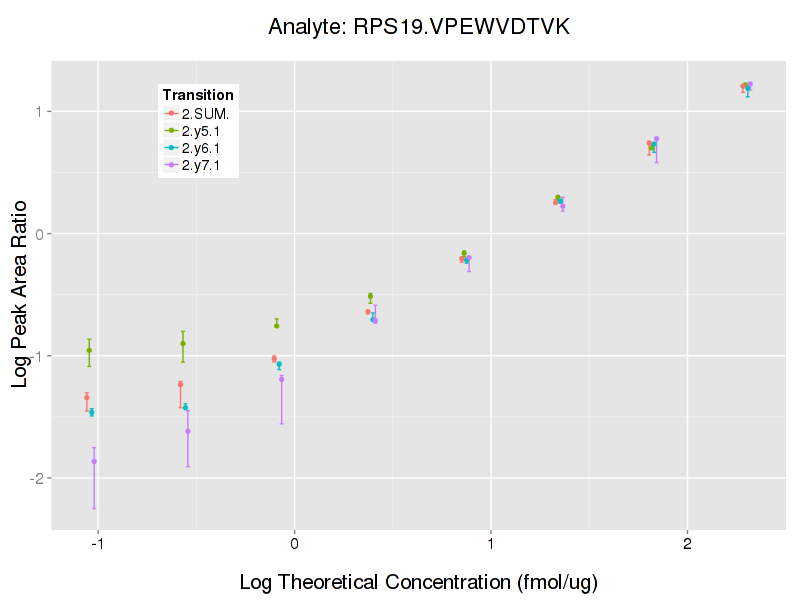 Analyte: RPS19.VPEWVDTVK
Transition
2.SUM.
2.y5.1
2.y6.1
2.y7.1
Log Peak Area Ratio
1
0
-1
-2
-1
0
1
2
Log Theoretical Concentration (fmol/ug)